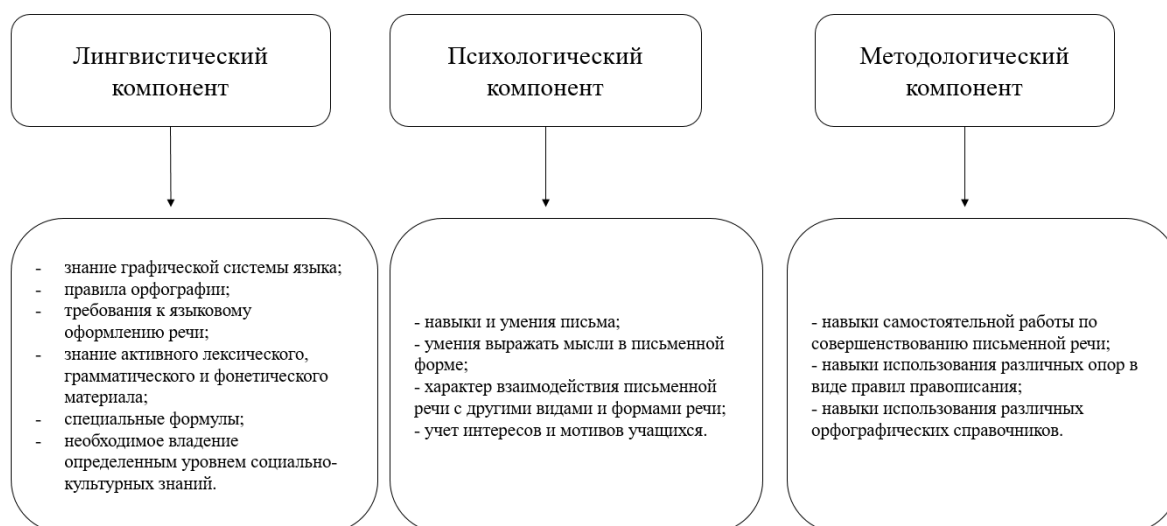 Лингвистический
компонент
Психологический
компонент
Методологический
компонент
- знание графической системы языка;
- правила орфографии;
- требования к языковому
оформлению речи;
- знание активного лексического,
грамматического и фонетического
материала;
- специальные формулы;
- необходимое владение
определенным уровнем социально-
культурных знаний.
- навыки и умения письма;
- умения выражать мысли в письменной
форме;
- характер взаимодействия письменной
речи с другими видами и формами речи;
- учет интересов и мотивов учащихся.
- навыки самостоятельной работы по
совершенствованию письменной речи;
- навыки использования различных опор в
виде правил правописания;
- навыки использования различных
орфографических справочников.